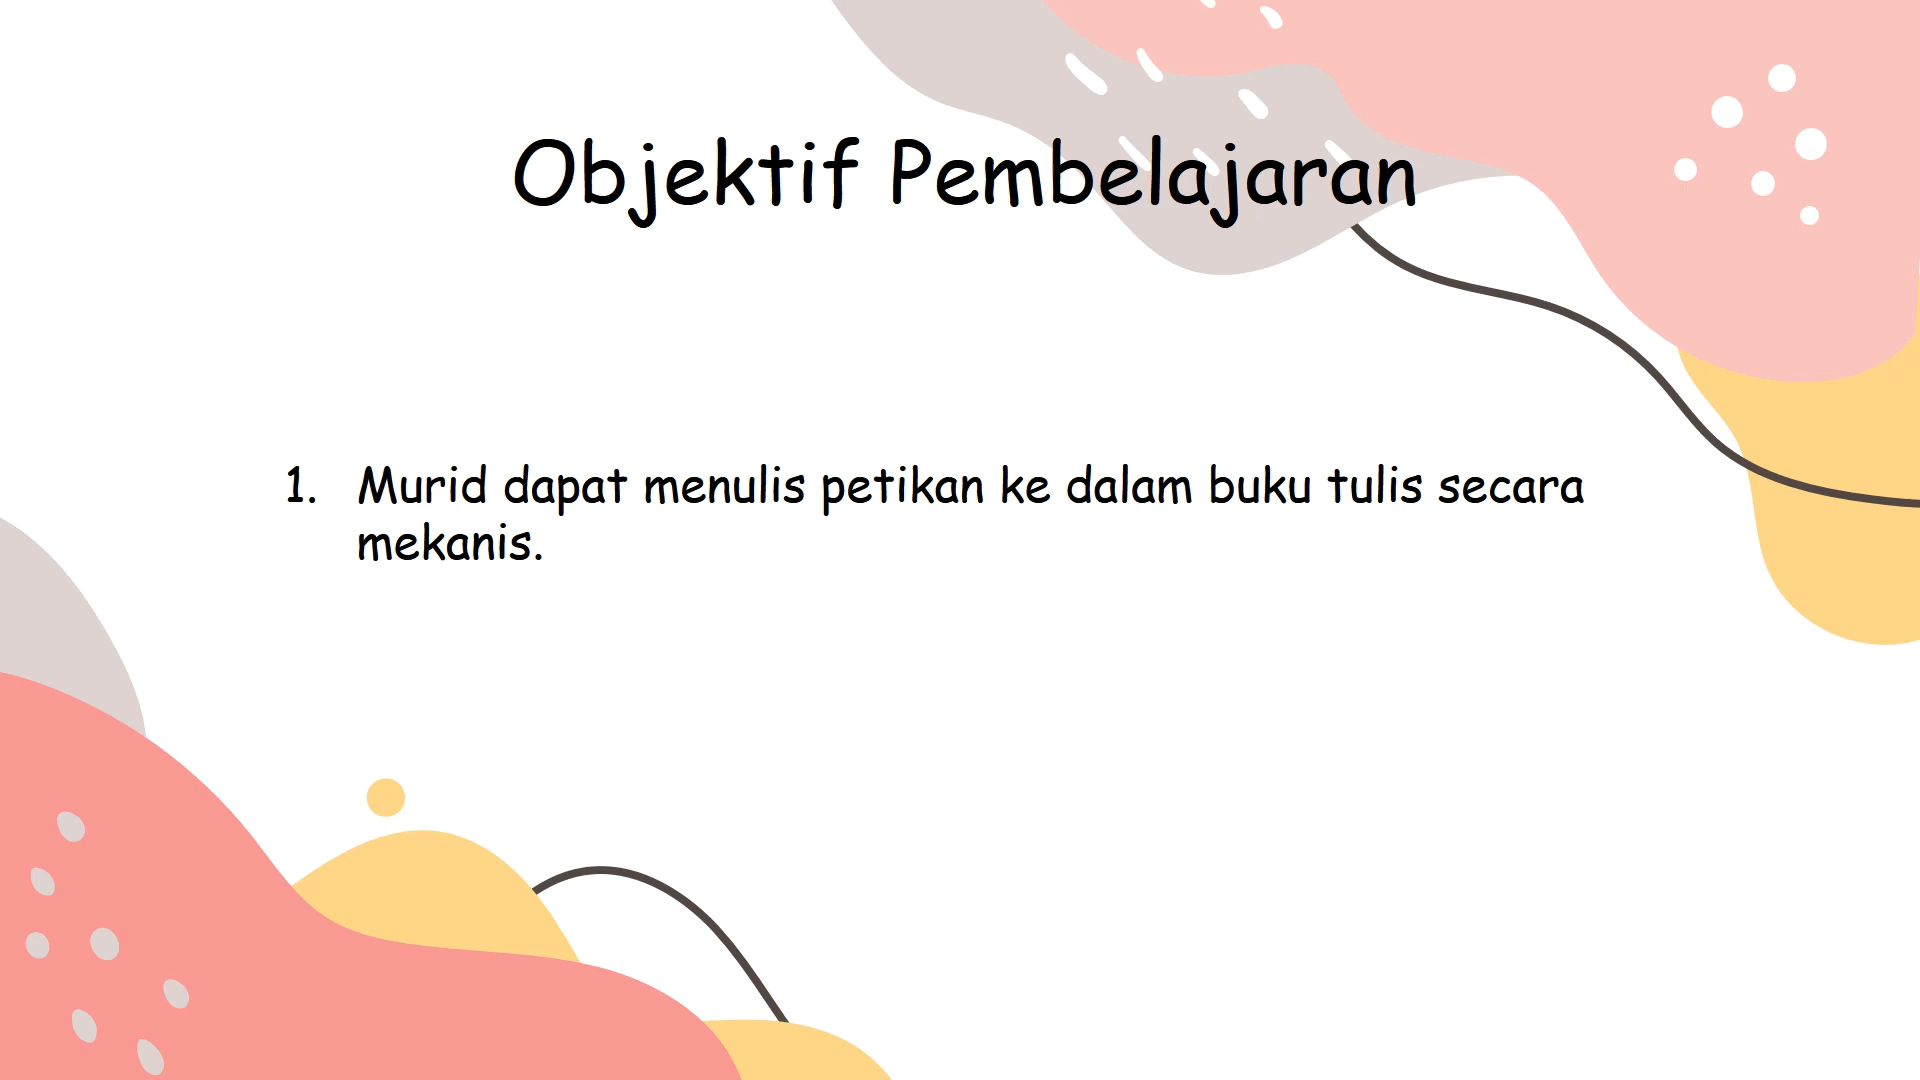 Objektif Pembelajaran
1. Murid dapat menulis petikan ke dalam buku tulis secara
mekanis.